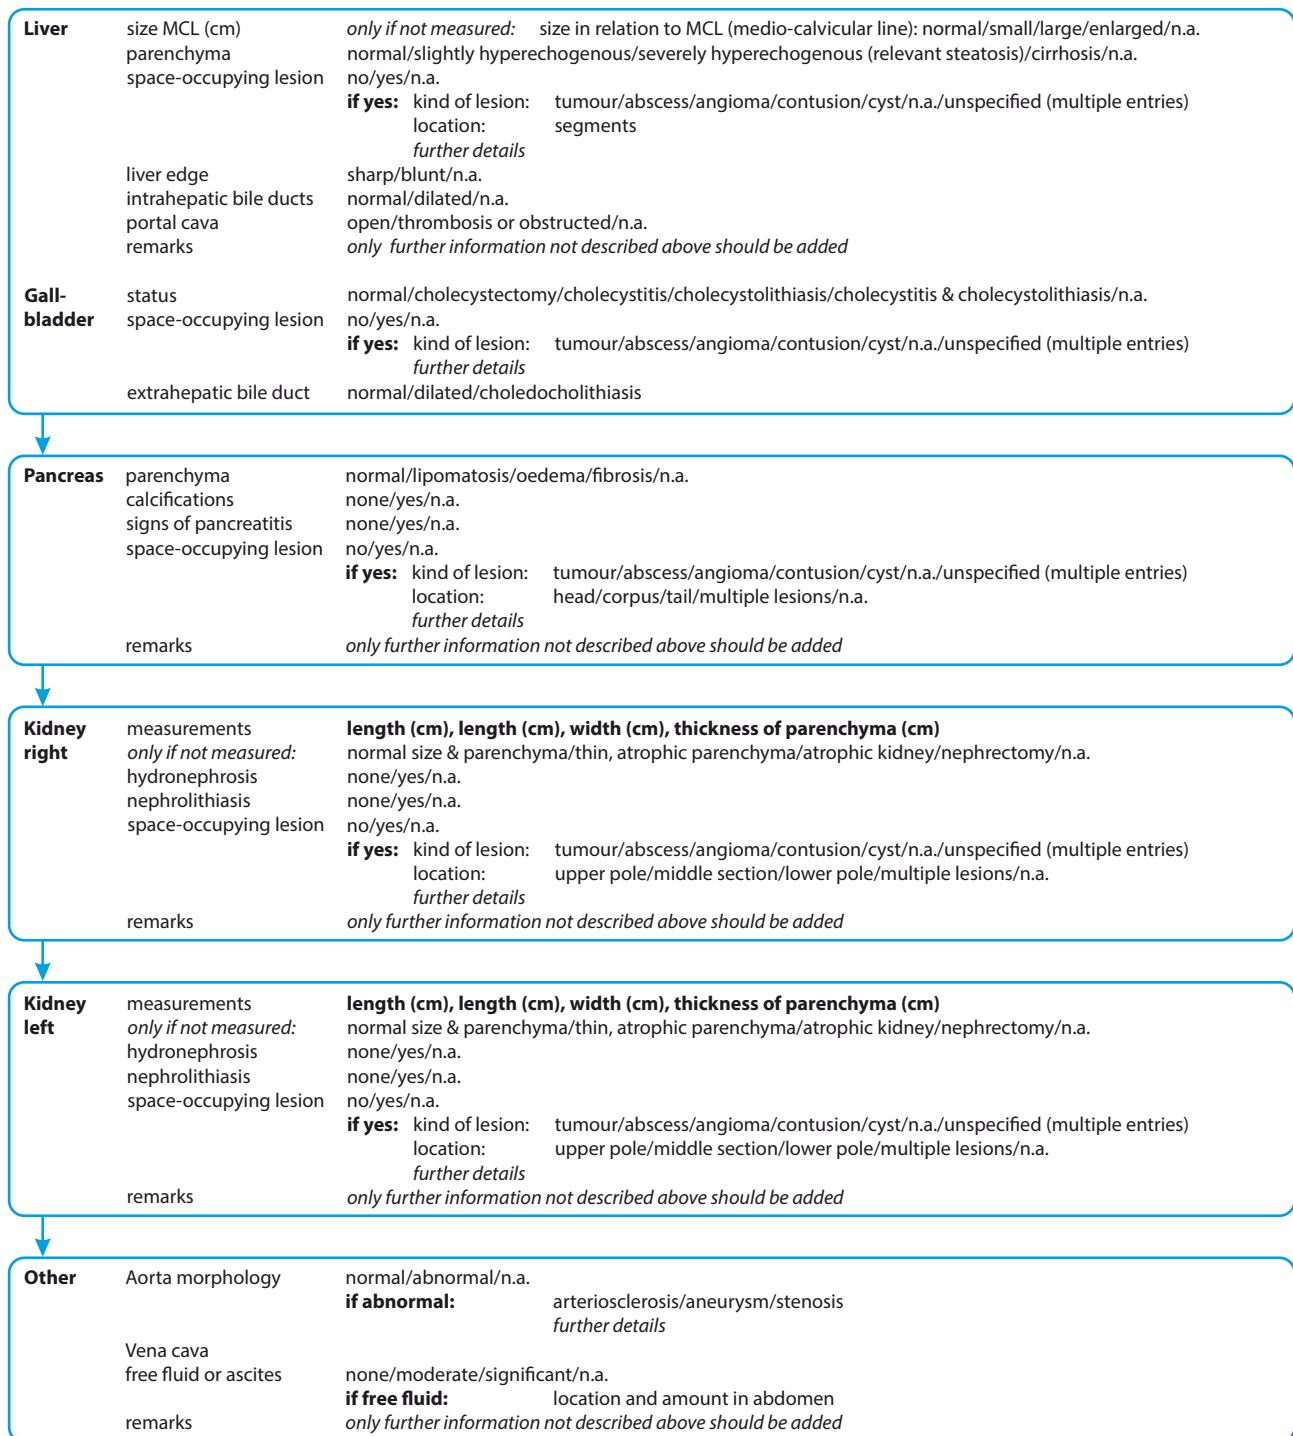 Liver size MCL (cm) only if not measured: size in relation to MCL (medio-calvicular line): normal/small/large/enlarged/n.a.
parenchyma normal/slightly hyperechogenous/severely hyperechogenous (relevant steatosis)/cirrhosis/n.a.
space-occupying lesion no/yes/n.a.
if yes: kind of lesion: tumour/abscess/angioma/contusion/cyst/n.a./unspecified (multiple entries)
location: segments
further details
liver edge sharp/blunt/n.a.
intrahepatic bile ducts normal/dilated/n.a.
portal cava open/thrombosis or obstructed/n.a.
remarks only further information not described above should be added
Gall- status normal/cholecystectomy/cholecystitis/cholecystolithiasis/cholecystitis & cholecystolithiasis/n.a.
bladder space-occupying lesion no/yes/n.a.
if yes: kind of lesion: tumour/abscess/angioma/contusion/cyst/n.a./unspecified (multiple entries)
further details
extrahepatic bile duct normal/dilated/choledocholithiasis
Pancreas parenchyma normal/lipomatosis/oedema/fibrosis/n.a.
calcifications none/yes/n.a.
signs of pancreatitis none/yes/n.a.
space-occupying lesion no/yes/n.a.
if yes: kind of lesion: tumour/abscess/angioma/contusion/cyst/n.a./unspecified (multiple entries)
location: head/corpus/tail/multiple lesions/n.a.
further details
remarks only further information not described above should be added
Kidney measurements length (cm), length (cm), width (cm), thickness of parenchyma (cm)
right only if not measured: normal size & parenchyma/thin, atrophic parenchyma/atrophic kidney/nephrectomy/n.a.
hydronephrosis none/yes/n.a.
nephrolithiasis none/yes/n.a.
space-occupying lesion no/yes/n.a.
if yes: kind of lesion: tumour/abscess/angioma/contusion/cyst/n.a./unspecified (multiple entries)
location: upper pole/middle section/lower pole/multiple lesions/n.a.
further details
remarks only further information not described above should be added
Kidney measurements length (cm), length (cm), width (cm), thickness of parenchyma (cm)
left only if not measured: normal size & parenchyma/thin, atrophic parenchyma/atrophic kidney/nephrectomy/n.a.
hydronephrosis none/yes/n.a.
nephrolithiasis none/yes/n.a.
space-occupying lesion no/yes/n.a.
if yes: kind of lesion: tumour/abscess/angioma/contusion/cyst/n.a./unspecified (multiple entries)
location: upper pole/middle section/lower pole/multiple lesions/n.a.
further details
remarks only further information not described above should be added
Other Aorta morphology normal/abnormal/n.a.
if abnormal: arteriosclerosis/aneurysm/stenosis
further details
Vena cava
free fluid or ascites none/moderate/significant/n.a.
if free fluid: location and amount in abdomen
remarks only further information not described above should be added